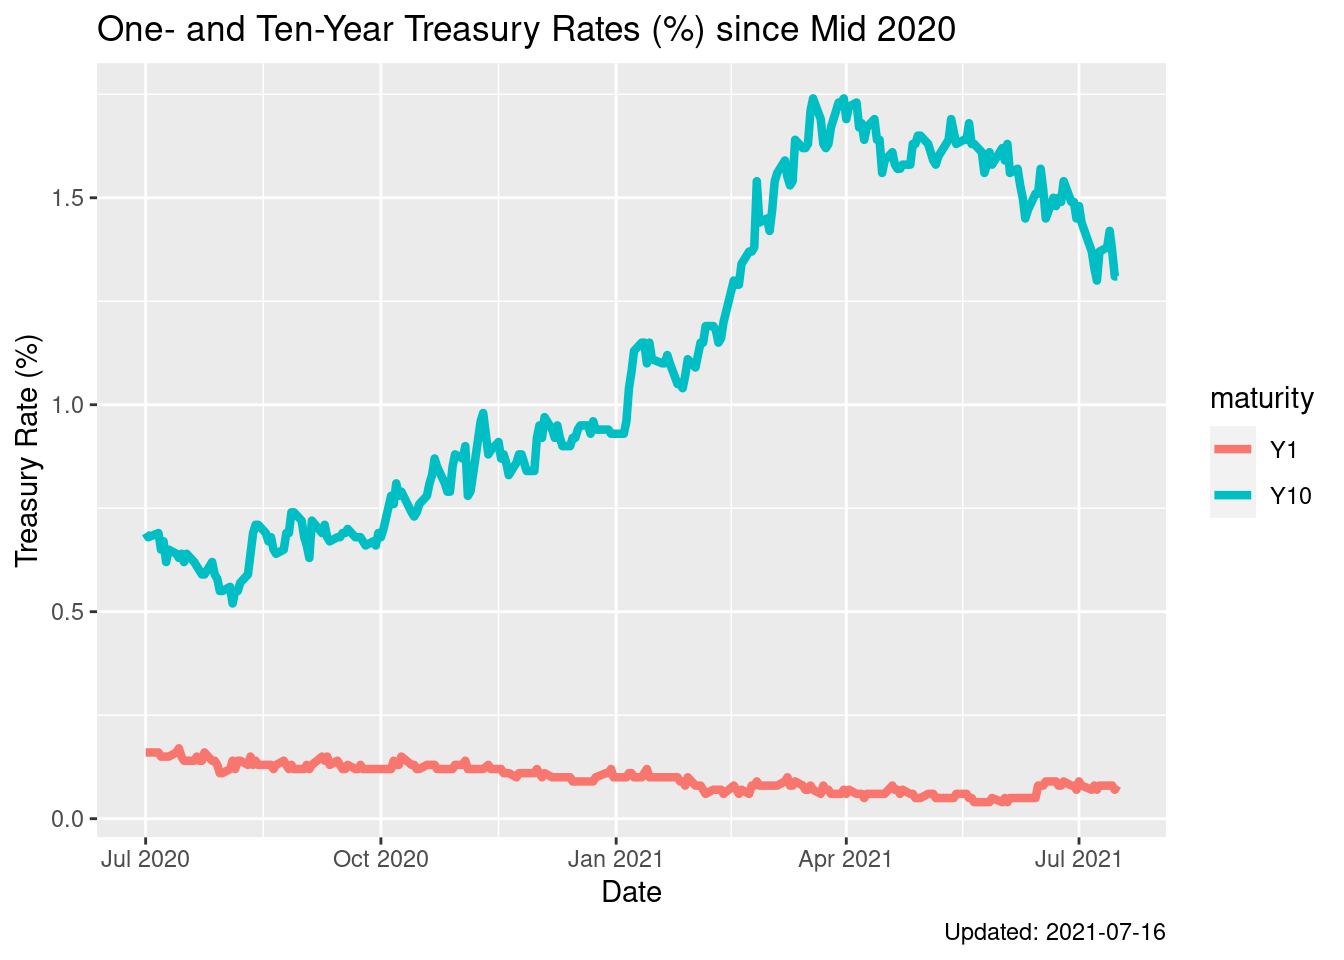 One- and Ten-Year Treasury Rates (%) since Mid 2020
Treasury Rate (%)
1.5
1.0
0.5
0.0
Jul 2020 Oct 2020 Jan 2021 Apr 2021 Jul 2021
Date
maturity
Y1
Y10
Updated: 2021-07-16